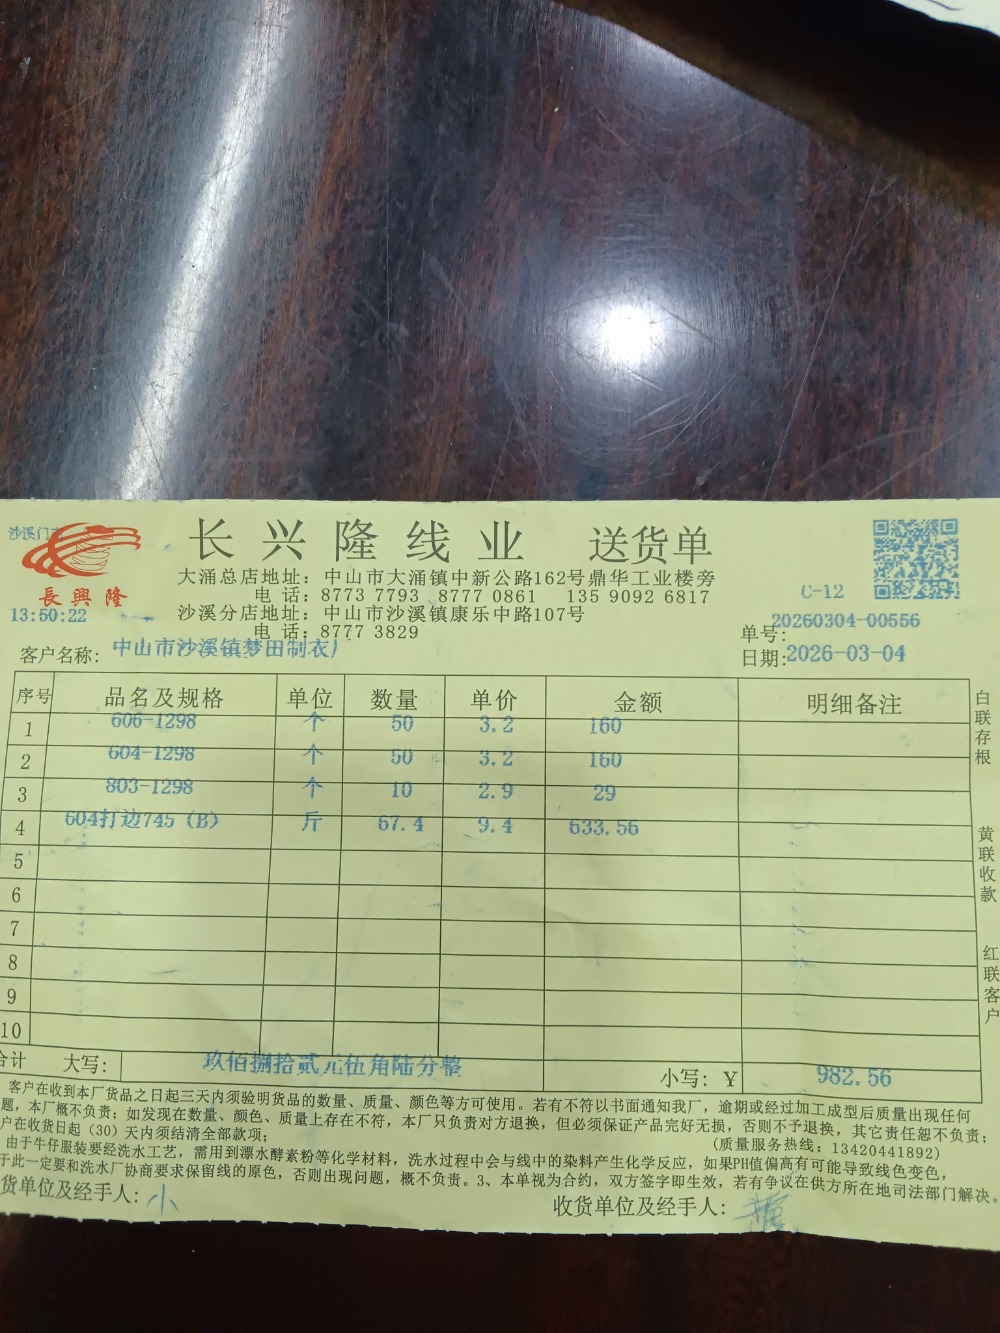 沙溪门市
長興隆
13:50:22
长兴隆线业 送货单
大涌总店地址：中山市大涌镇中新公路162号鼎华工业楼旁
电 话：8773 7793 8777 0861 135 9092 6817
沙溪分店地址：中山市沙溪镇康乐中路107号
电 话：8777 3829
C-12
单号：20260304-00556
客户名称：中山市沙溪镇梦田制衣厂
日期：2026-03-04
序号 品名及规格 单位 数量 单价 金额 明细备注
1 606-1298 个 50 3.2 160
2 604-1298 个 50 3.2 160
3 803-1298 个 10 2.9 29
4 604打边745（B） 斤 67.4 9.4 633.56
5
6
7
8
9
10
合计 大写：玖佰捌拾贰元伍角陆分整 小写：¥ 982.56
白联存根 黄联收款 红联客户
客户在收到本厂货品之日起三天内须验明货品的数量、质量、颜色等方可使用。若有不符以书面通知我厂，逾期或经过加工成型后质量出现任何
题，本厂概不负责；如发现在数量、颜色、质量上存在不符，本厂只负责对方退换，但必须保证产品完好无损，否则不予退换，其它责任恕不负责；
户在收货日起（30）天内须结清全部款项； (质量服务热线：13420441892)
由于牛仔服装要经洗水工艺，需用到漂水酵素粉等化学材料，洗水过程中会与线中的染料产生化学反应，如果PH值偏高有可能导致线色变色，
于此一定要和洗水厂协商要求保留线的原色，否则出现问题，概不负责。3、本单视为合约，双方签字即生效，若有争议在供方所在地司法部门解决。
货单位及经手人：小 收货单位及经手人：